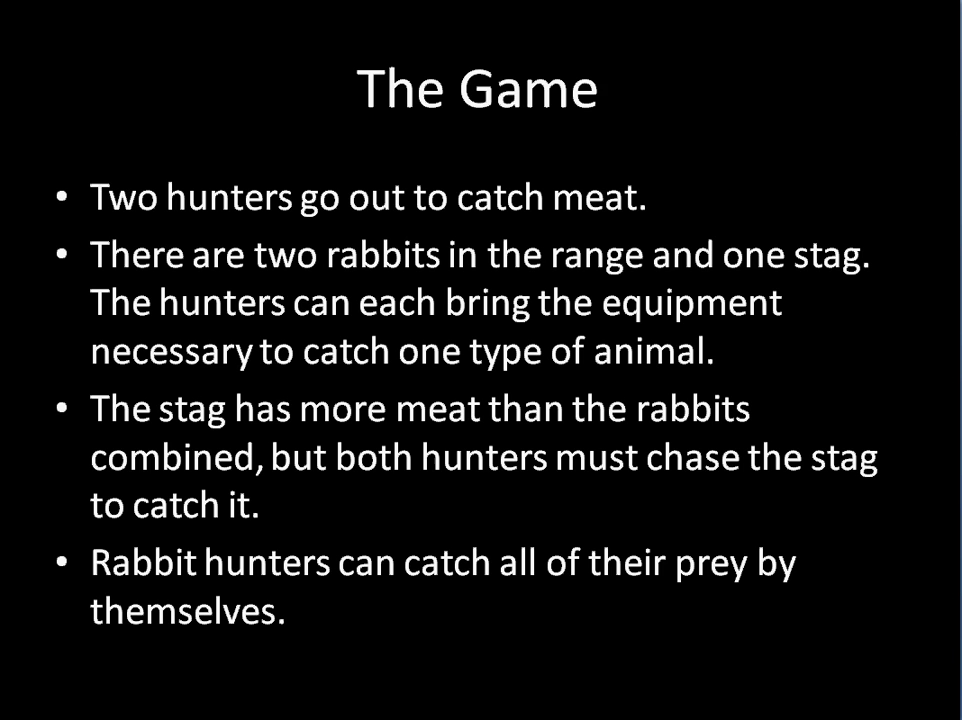 The Game
• Two hunters go out to catch meat.
• There are two rabbits in the range and one stag.
The hunters can each bring the equipment
necessary to catch one type of animal.
• The stag has more meat than the rabbits
combined, but both hunters must chase the stag
to catch it.
• Rabbit hunters can catch all of their prey by
themselves.